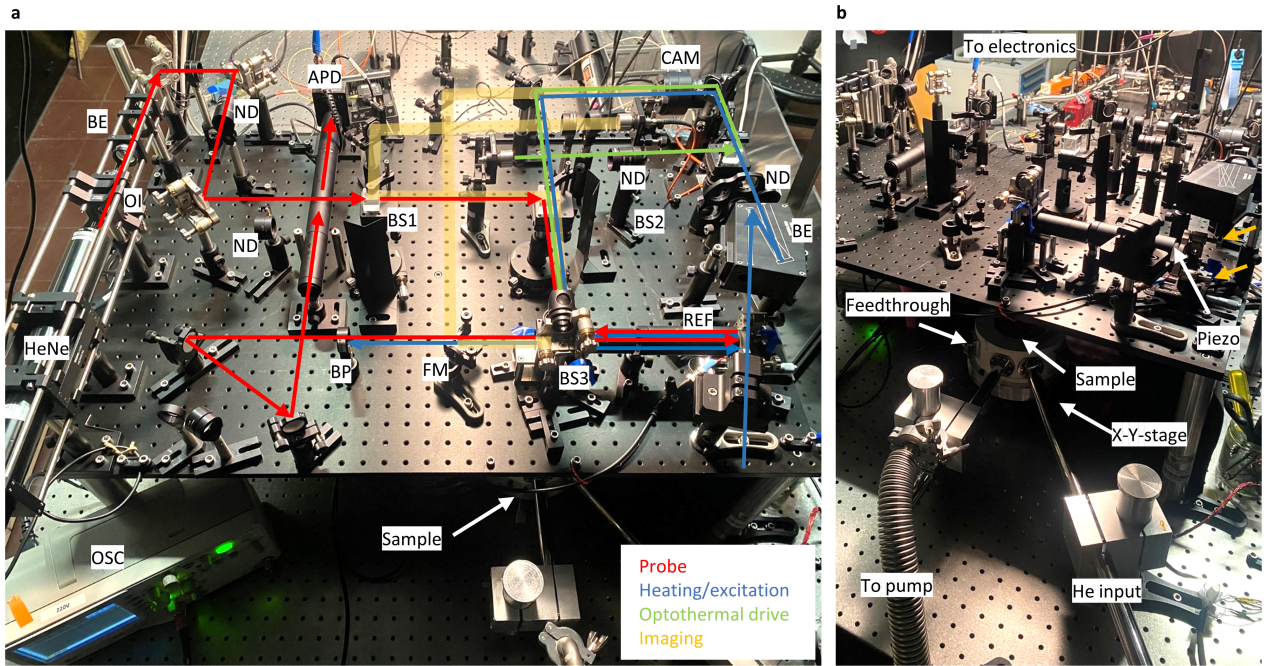 a
BE
ND
APD
CAM
OI
ND
BS1
ND
BS2
ND
BE
HeNe
REF
BP
FM
BS3
Sample
OSC
220V
Probe
Heating/excitation
Optothermal drive
Imaging
b
To electronics
Feedthrough
Piezo
Sample
X-Y-stage
To pump
He input